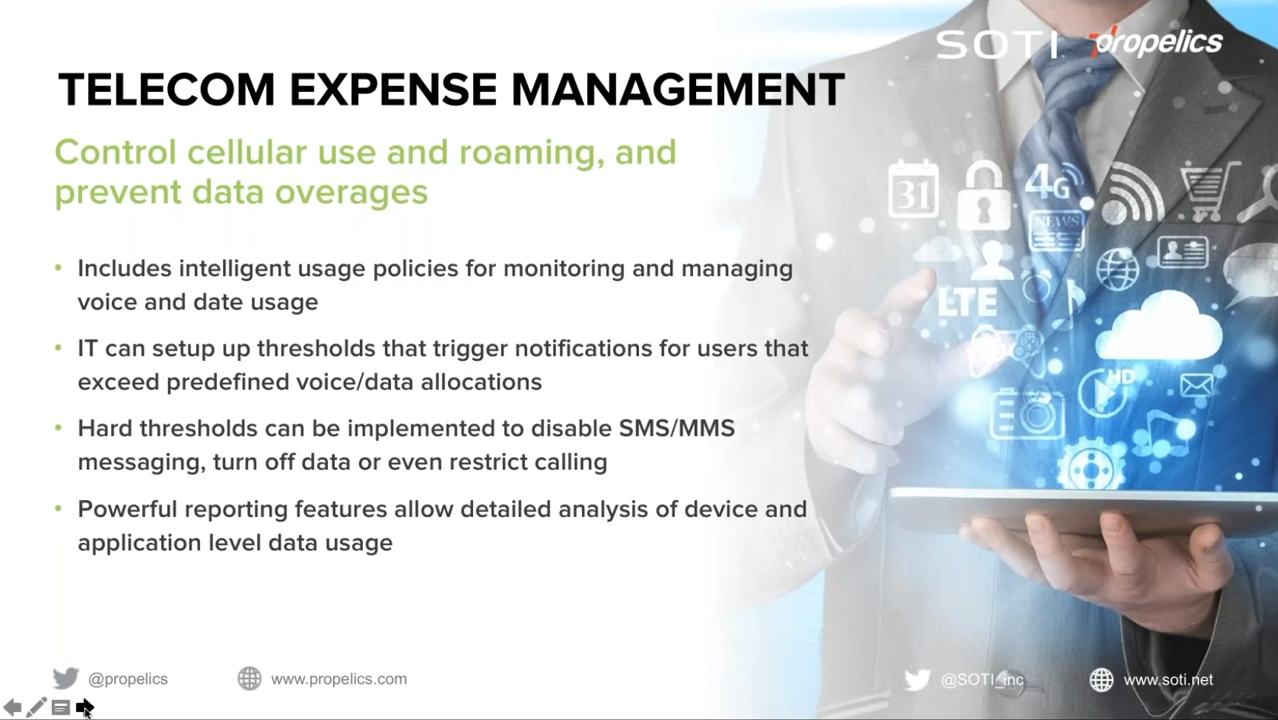 SOTI propelics
TELECOM EXPENSE MANAGEMENT
Control cellular use and roaming, and
prevent data overages
• Includes intelligent usage policies for monitoring and managing
voice and date usage
• IT can setup up thresholds that trigger notifications for users that
exceed predefined voice/data allocations
• Hard thresholds can be implemented to disable SMS/MMS
messaging, turn off data or even restrict calling
• Powerful reporting features allow detailed analysis of device and
application level data usage
31
4G
NEWS
LTE
HD
@propelics www.propelics.com @SOTI_inc www.soti.net